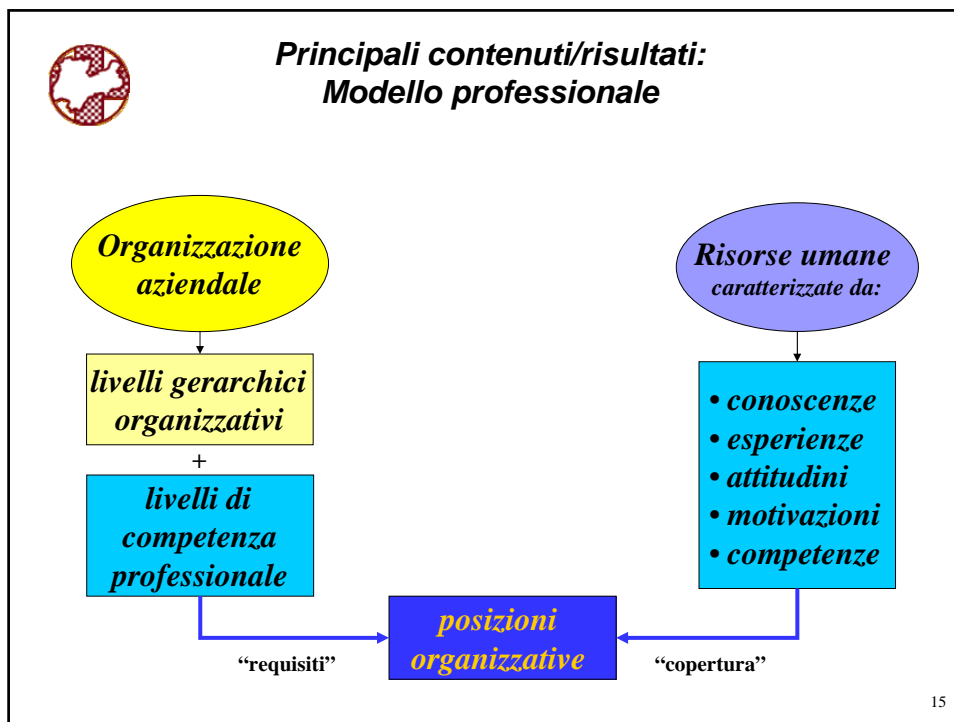 Principali contenuti/risultati:
Modello professionale
Organizzazione
aziendale
livelli gerarchici
organizzativi
+
livelli di
competenza
professionale
Risorse umane
caratterizzate da:
• conoscenze
• esperienze
• attitudini
• motivazioni
• competenze
posizioni
organizzative
“requisiti”
“copertura”
15